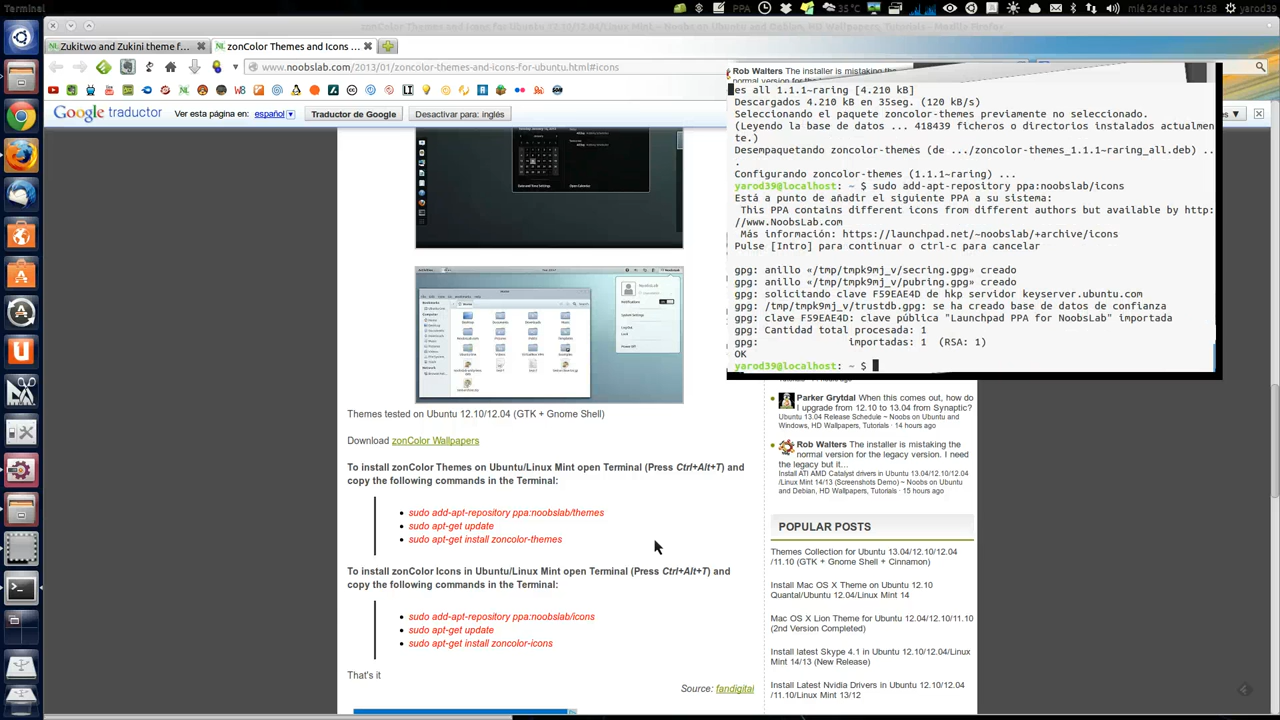 Terminal
PPA
35°C
mié 24 de abr
11:58
yarod39
Zukitwo and Zukini theme f...
zonColor Themes and Icons ...
www.noobslab.com/2013/01/zoncolor-themes-and-icons-for-ubuntu.html#icons
Google traductor
Ver esta página en: español
Traductor de Google
Desactivar para: inglés
Rob Walters The installer is mistaking the
es all 1.1.1~raring [4.210 kB]
Descargados 4.210 kB en 35seg. (120 kB/s)
Seleccionando el paquete zoncolor-themes previamente no seleccionado.
(Leyendo la base de datos ... 418439 ficheros o directorios instalados actualmen
te.)
Desempaquetando zoncolor-themes (de .../zoncolor-themes_1.1.1~raring_all.deb) ..
.
Configurando zoncolor-themes (1.1.1~raring) ...
yarod39@localhost: ~ $ sudo add-apt-repository ppa:noobslab/icons
Está a punto de añadir el siguiente PPA a su sistema:
This PPA contains different icons from different authors but available by http:
//www.NoobsLab.com
Más información: https://launchpad.net/~noobslab/+archive/icons
Pulse [Intro] para continuar o ctrl-c para cancelar
gpg: anillo «/tmp/tmpk9mj_v/secring.gpg» creado
gpg: anillo «/tmp/tmpk9mj_v/pubring.gpg» creado
gpg: solicitando clave F59EAE4D de hkp servidor keyserver.ubuntu.com
gpg: /tmp/tmpk9mj_v/trustdb.gpg: se ha creado base de datos de confianza
gpg: clave F59EAE4D: clave pública "Launchpad PPA for NoobsLab" importada
gpg: Cantidad total procesada: 1
gpg: importadas: 1 (RSA: 1)
OK
yarod39@localhost: ~ $
Themes tested on Ubuntu 12.10/12.04 (GTK + Gnome Shell)
Download zonColor Wallpapers
To install zonColor Themes on Ubuntu/Linux Mint open Terminal (Press Ctrl+Alt+T) and
copy the following commands in the Terminal:
sudo add-apt-repository ppa:noobslab/themes
sudo apt-get update
sudo apt-get install zoncolor-themes
To install zonColor Icons in Ubuntu/Linux Mint open Terminal (Press Ctrl+Alt+T) and
copy the following commands in the Terminal:
sudo add-apt-repository ppa:noobslab/icons
sudo apt-get update
sudo apt-get install zoncolor-icons
That's it
Source: fandigital
Parker Grytdal When this comes out, how do
I upgrade from 12.10 to 13.04 from Synaptic?
Ubuntu 13.04 Release Schedule ~ Noobs on Ubuntu and
Windows, HD Wallpapers, Tutorials · 14 hours ago
Rob Walters The installer is mistaking the
normal version for the legacy version. I need
the legacy but it...
Install ATI AMD Catalyst drivers in Ubuntu 13.04/12.10/12.04
/Linux Mint 14/13 (Screenshots Demo) ~ Noobs on Ubuntu
and Debian, HD Wallpapers, Tutorials · 15 hours ago
POPULAR POSTS
Themes Collection for Ubuntu 13.04/12.10/12.04
/11.10 (GTK + Gnome Shell + Cinnamon)
Install Mac OS X Theme on Ubuntu 12.10
Quantal/Ubuntu 12.04/Linux Mint 14
Mac OS X Lion Theme for Ubuntu 12.04/12.10/11.10
(2nd Version Completed)
Install latest Skype 4.1 in Ubuntu 12.10/12.04/Linux
Mint 14/13 (New Release)
Install Latest Nvidia Drivers in Ubuntu 12.10/12.04
/11.10/Linux Mint 13/12